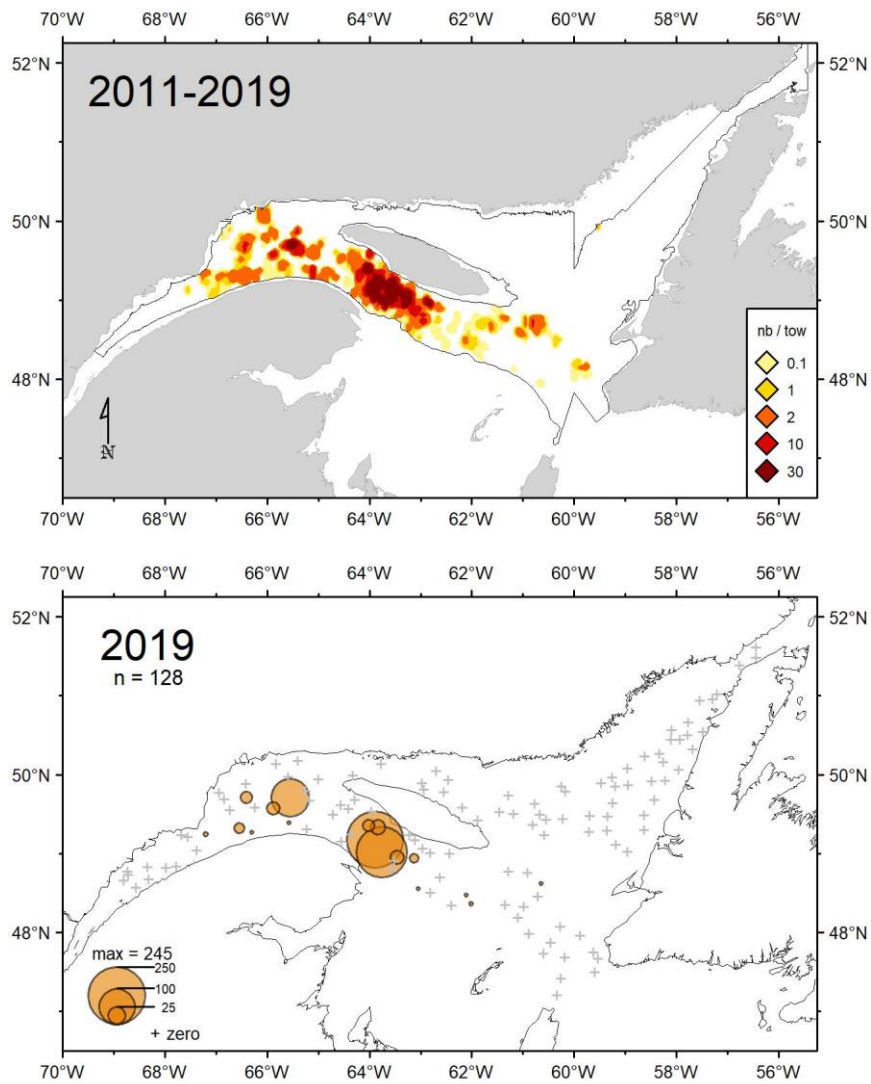 70°W 68°W 66°W 64°W 62°W 60°W 58°W 56°W
52°N 52°N
2011-2019
50°N 50°N
nb / tow
0.1
1
48°N 2 48°N
10
30
N
70°W 68°W 66°W 64°W 62°W 60°W 58°W 56°W
70°W 68°W 66°W 64°W 62°W 60°W 58°W 56°W
52°N 52°N
2019
n = 128
50°N 50°N
48°N 48°N
max = 245
250
100
25
+ zero
70°W 68°W 66°W 64°W 62°W 60°W 58°W 56°W